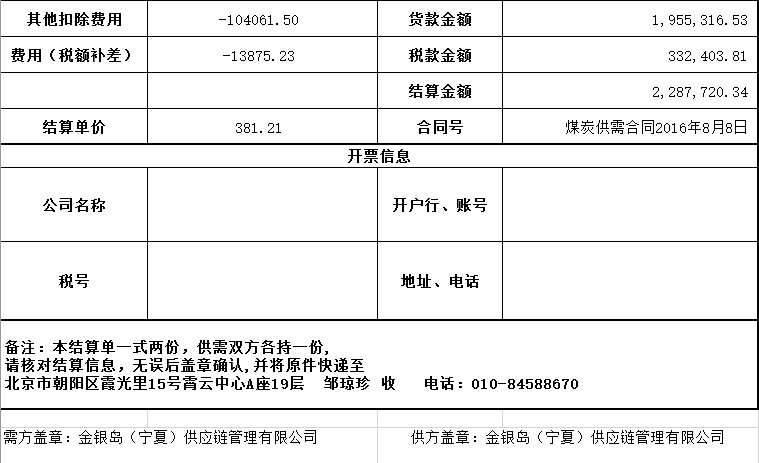 其他扣除费用 -104061.50 货款金额 1,955,316.53
费用（税额补差） -13875.23 税款金额 332,403.81
结算金额 2,287,720.34
结算单价 381.21 合同号 煤炭供需合同2016年8月8日
开票信息
公司名称 开户行、账号
税号 地址、电话
备注：本结算单一式两份，供需双方各持一份,
请核对结算信息，无误后盖章确认,并将原件快递至
北京市朝阳区霞光里15号霄云中心A座19层 邹琼珍 收 电话：010-84588670
需方盖章：金银岛（宁夏）供应链管理有限公司 供方盖章：金银岛（宁夏）供应链管理有限公司